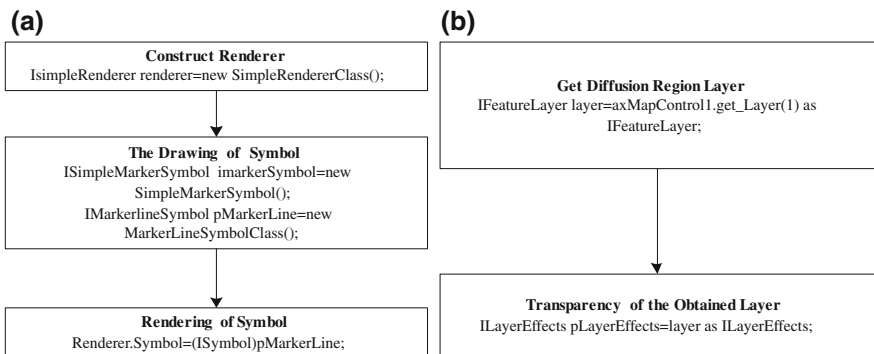 (a)
Construct Renderer
IsimpleRenderer renderer=new SimpleRendererClass();
The Drawing of Symbol
ISimpleMarkerSymbol imarkerSymbol=new
SimpleMarkerSymbol();
IMarkerlineSymbol pMarkerLine=new
MarkerLineSymbolClass();
Rendering of Symbol
Renderer.Symbol=(ISymbol)pMarkerLine;
(b)
Get Diffusion Region Layer
IFeatureLayer layer=axMapControl1.get_Layer(1) as
IFeatureLayer;
Transparency of the Obtained Layer
ILayerEffects pLayerEffects=layer as ILayerEffects;